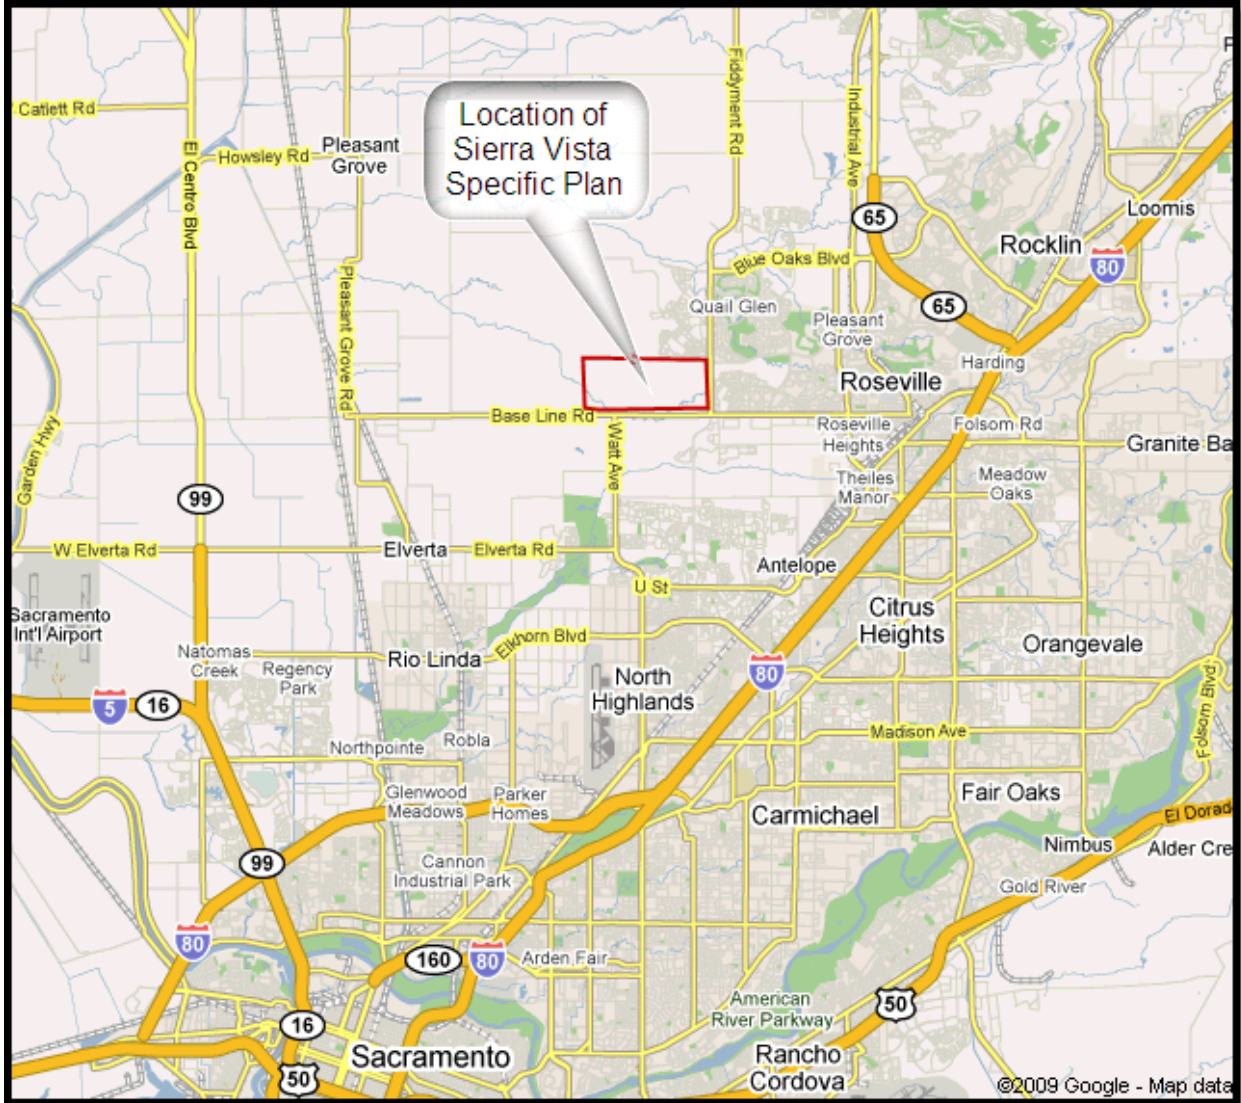 Location of
Sierra Vista
Specific Plan
Catlett Rd
Howsley Rd
Pleasant
Grove
El Centro Blvd
Fiddyment Rd
Industrial Ave
65
Loomis
Rocklin
80
Blue Oaks Blvd
Pleasant Grove Rd
Quail Glen
65
Pleasant
Grove
Harding
Roseville
Base Line Rd
Watt Ave
Roseville
Heights
Folsom Rd
Granite Ba
Garden Hwy
99
Theiles
Manor
Meadow
Oaks
W Elverta Rd
Elverta
Elverta Rd
Antelope
U St
Sacramento
Int'l Airport
Citrus
Heights
Elkhorn Blvd
Orangevale
Natomas
Creek
Regency
Park
Rio Linda
North
Highlands
80
Folsom Blvd
5
16
Madison Ave
Northpointe
Robla
Glenwood
Meadows
Parker
Homes
Fair Oaks
Carmichael
El Dorad
Nimbus
Alder Cre
99
Cannon
Industrial Park
Gold River
80
160
80
Arden Fair
American
River Parkway
50
16
Sacramento
50
Rancho
Cordova
©2009 Google - Map data